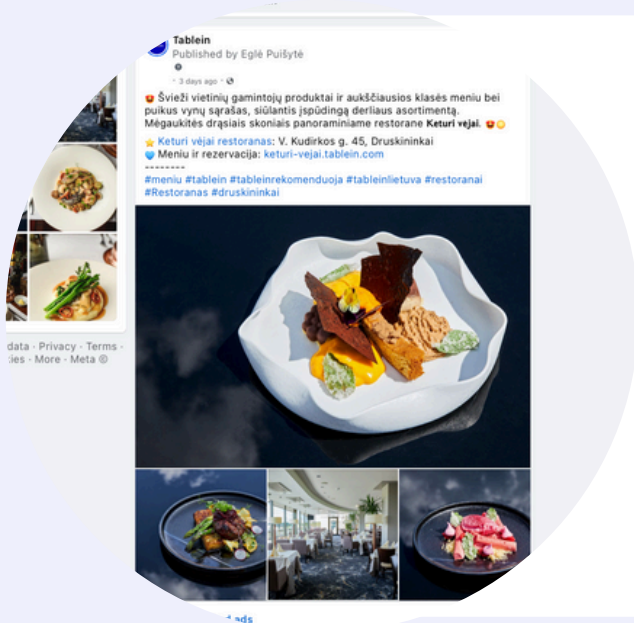 Tablein
Published by Eglė Puišytė
· 3 days ago ·
Švieži vietinių gamintojų produktai ir aukščiausios klasės meniu bei
puikus vynų sąrašas, siūlantis įspūdingą derliaus asortimentą.
Mėgaukitės drąsiais skoniais panoraminiame restorane Keturi vėjai.
Keturi vėjai restoranas: V. Kudirkos g. 45, Druskininkai
Meniu ir rezervacija: keturi-vejai.tablein.com
--------
#meniu #tablein #tableinrekomenduoja #tableinlietuva #restoranai
#Restoranas #druskininkai
data · Privacy · Terms ·
ies · More · Meta ©
ads